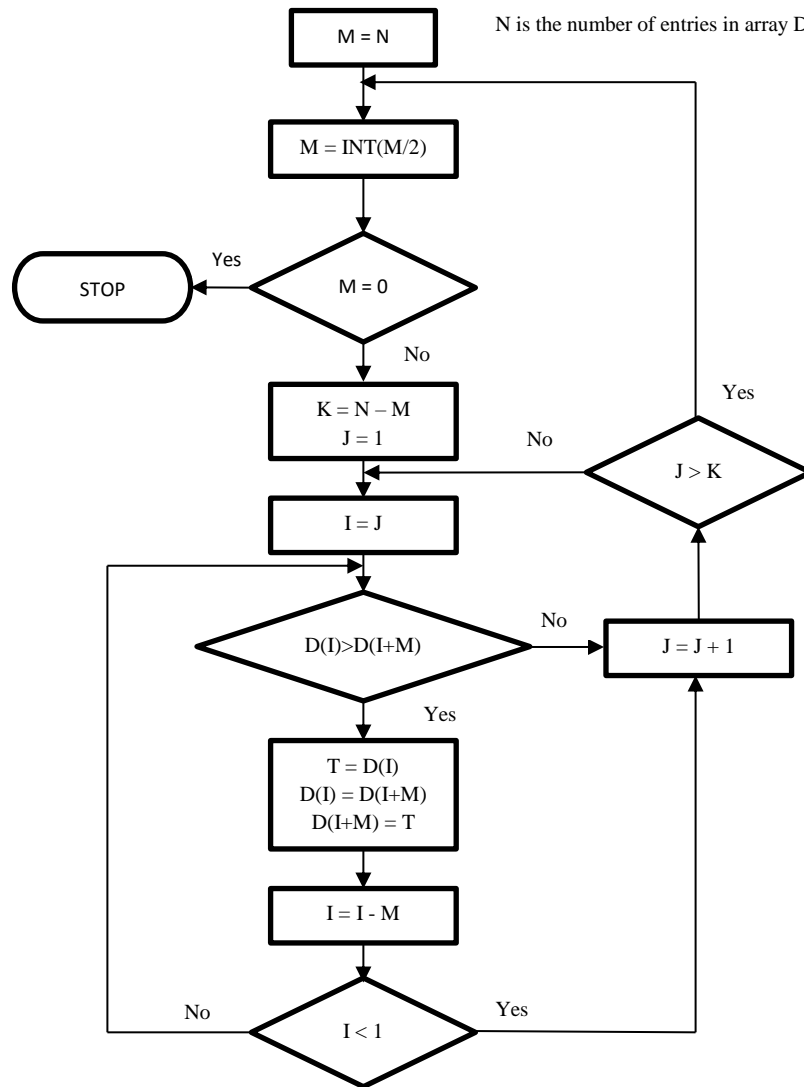 M = N
N is the number of entries in array D
M = INT(M/2)
Yes
STOP
M = 0
No
K = N – M
J = 1
Yes
No
J > K
I = J
D(I)>D(I+M)
No
J = J + 1
Yes
T = D(I)
D(I) = D(I+M)
D(I+M) = T
I = I - M
No
I < 1
Yes